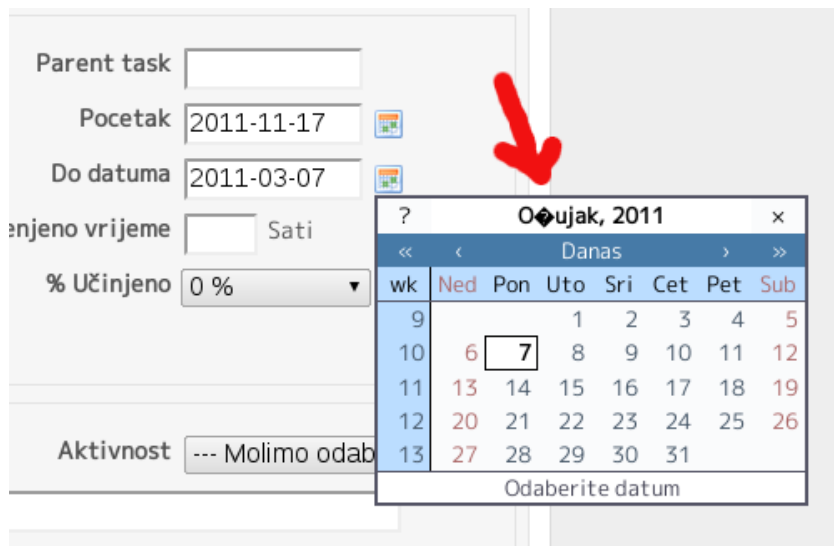 Parent task
Pocetak 2011-11-17
Do datuma 2011-03-07
enjeno vrijeme Sati
% Učinjeno 0 %
? O�ujak, 2011 ×
« ‹ Danas › »
wk Ned Pon Uto Sri Cet Pet Sub
9 1 2 3 4 5
10 6 7 8 9 10 11 12
11 13 14 15 16 17 18 19
12 20 21 22 23 24 25 26
13 27 28 29 30 31
Odaberite datum
Aktivnost --- Molimo odab